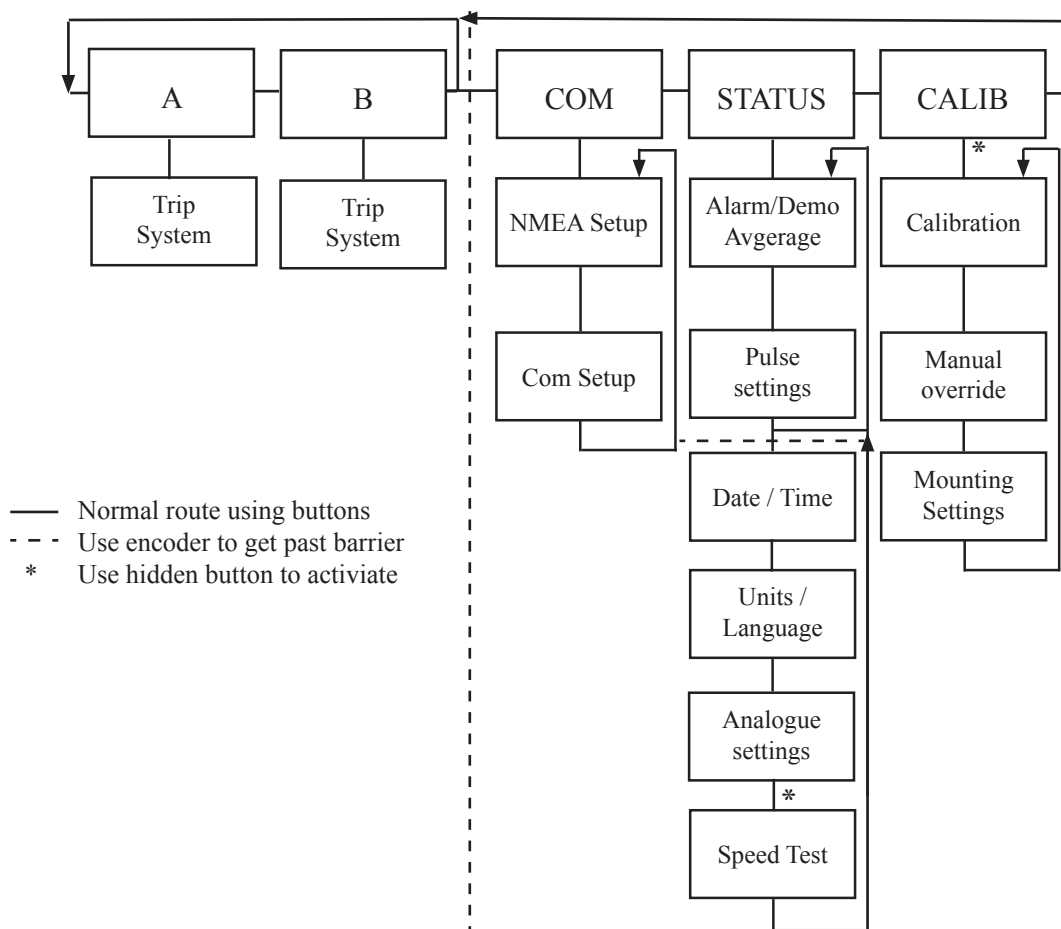 A
B
COM
STATUS
CALIB
*
Trip
System
Trip
System
NMEA Setup
Alarm/Demo
Avgerage
Calibration
Com Setup
Pulse
settings
Manual
override
Date / Time
Mounting
Settings
Normal route using buttons
Use encoder to get past barrier
* Use hidden button to activiate
Units /
Language
Analogue
settings
*
Speed Test